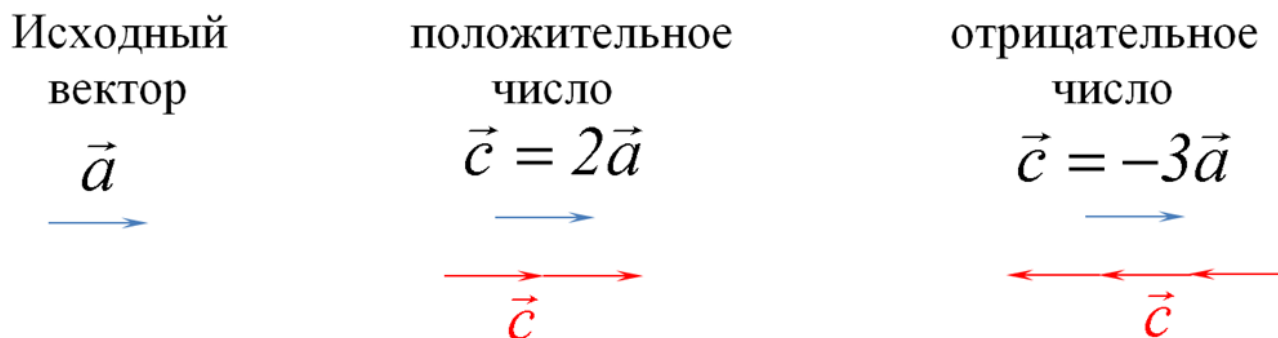 Исходный
вектор
a⃗
положительное
число
c⃗ = 2a⃗
c⃗
отрицательное
число
c⃗ = −3a⃗
c⃗